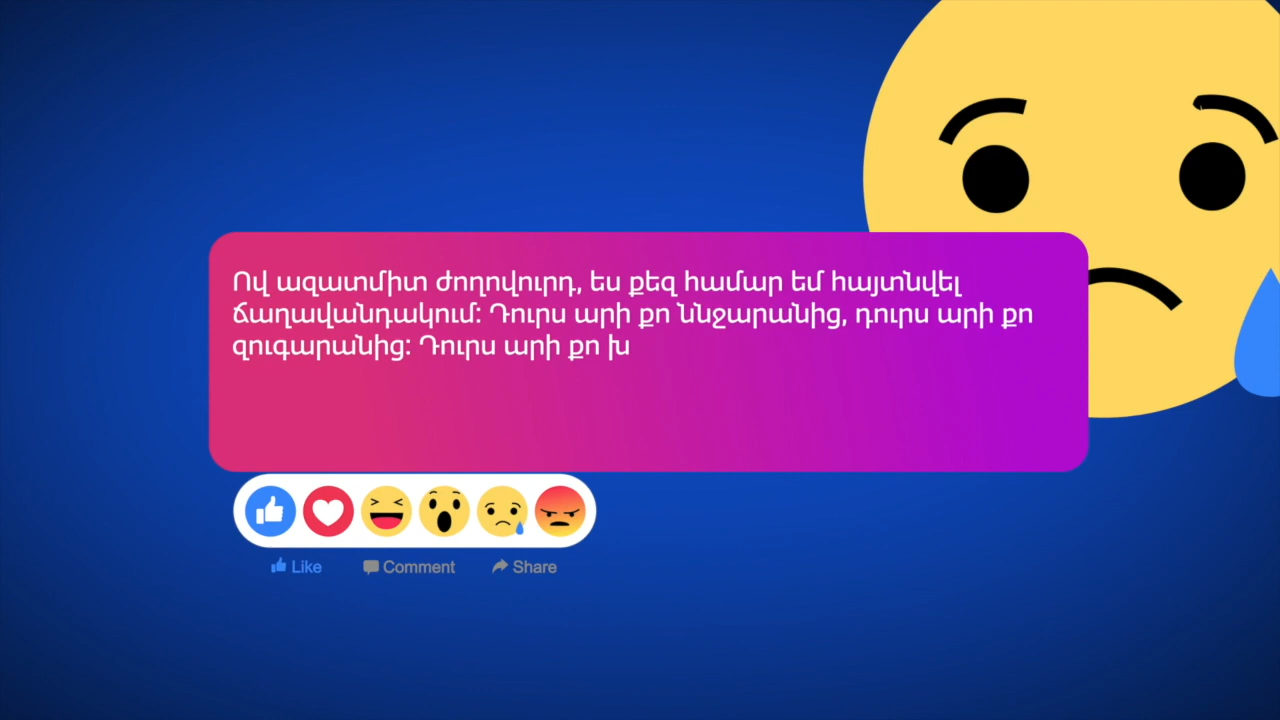 Ով ազատմիտ ժողովուրդ, ես քեզ համար եմ հայտնվել
ճաղավանդակում: Դուրս արի քո ննջարանից, դուրս արի քո
զուգարանից: Դուրս արի քո խ
Like
Comment
Share